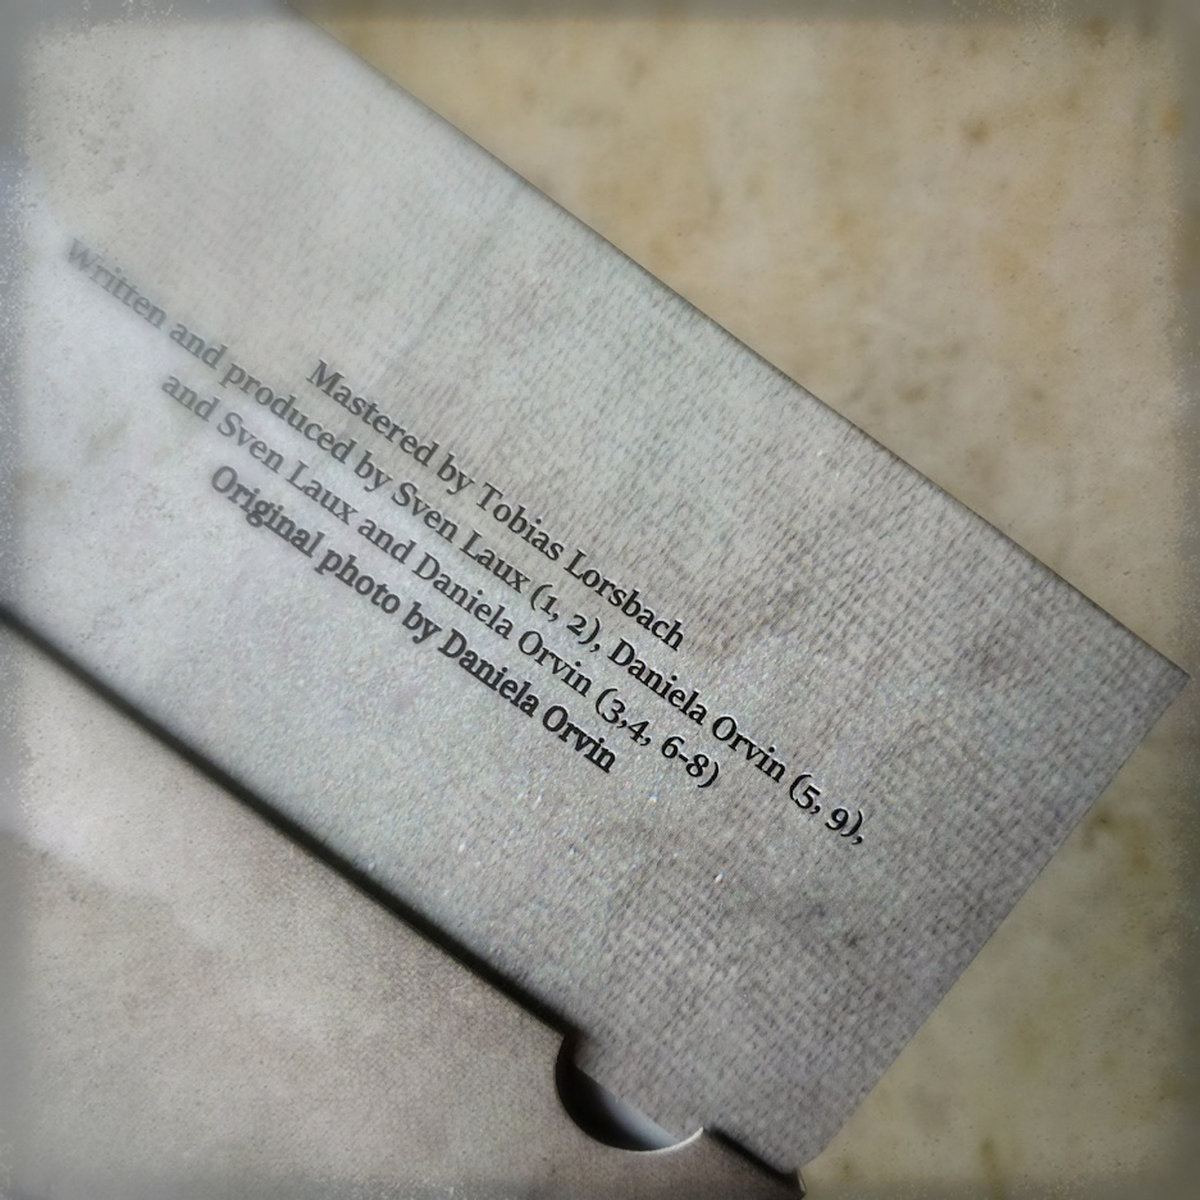 Mastered by Tobias Lorsbach
Written and produced by Sven Laux (1, 2), Daniela Orvin (5, 9),
and Sven Laux and Daniela Orvin (3,4, 6-8)
Original photo by Daniela Orvin